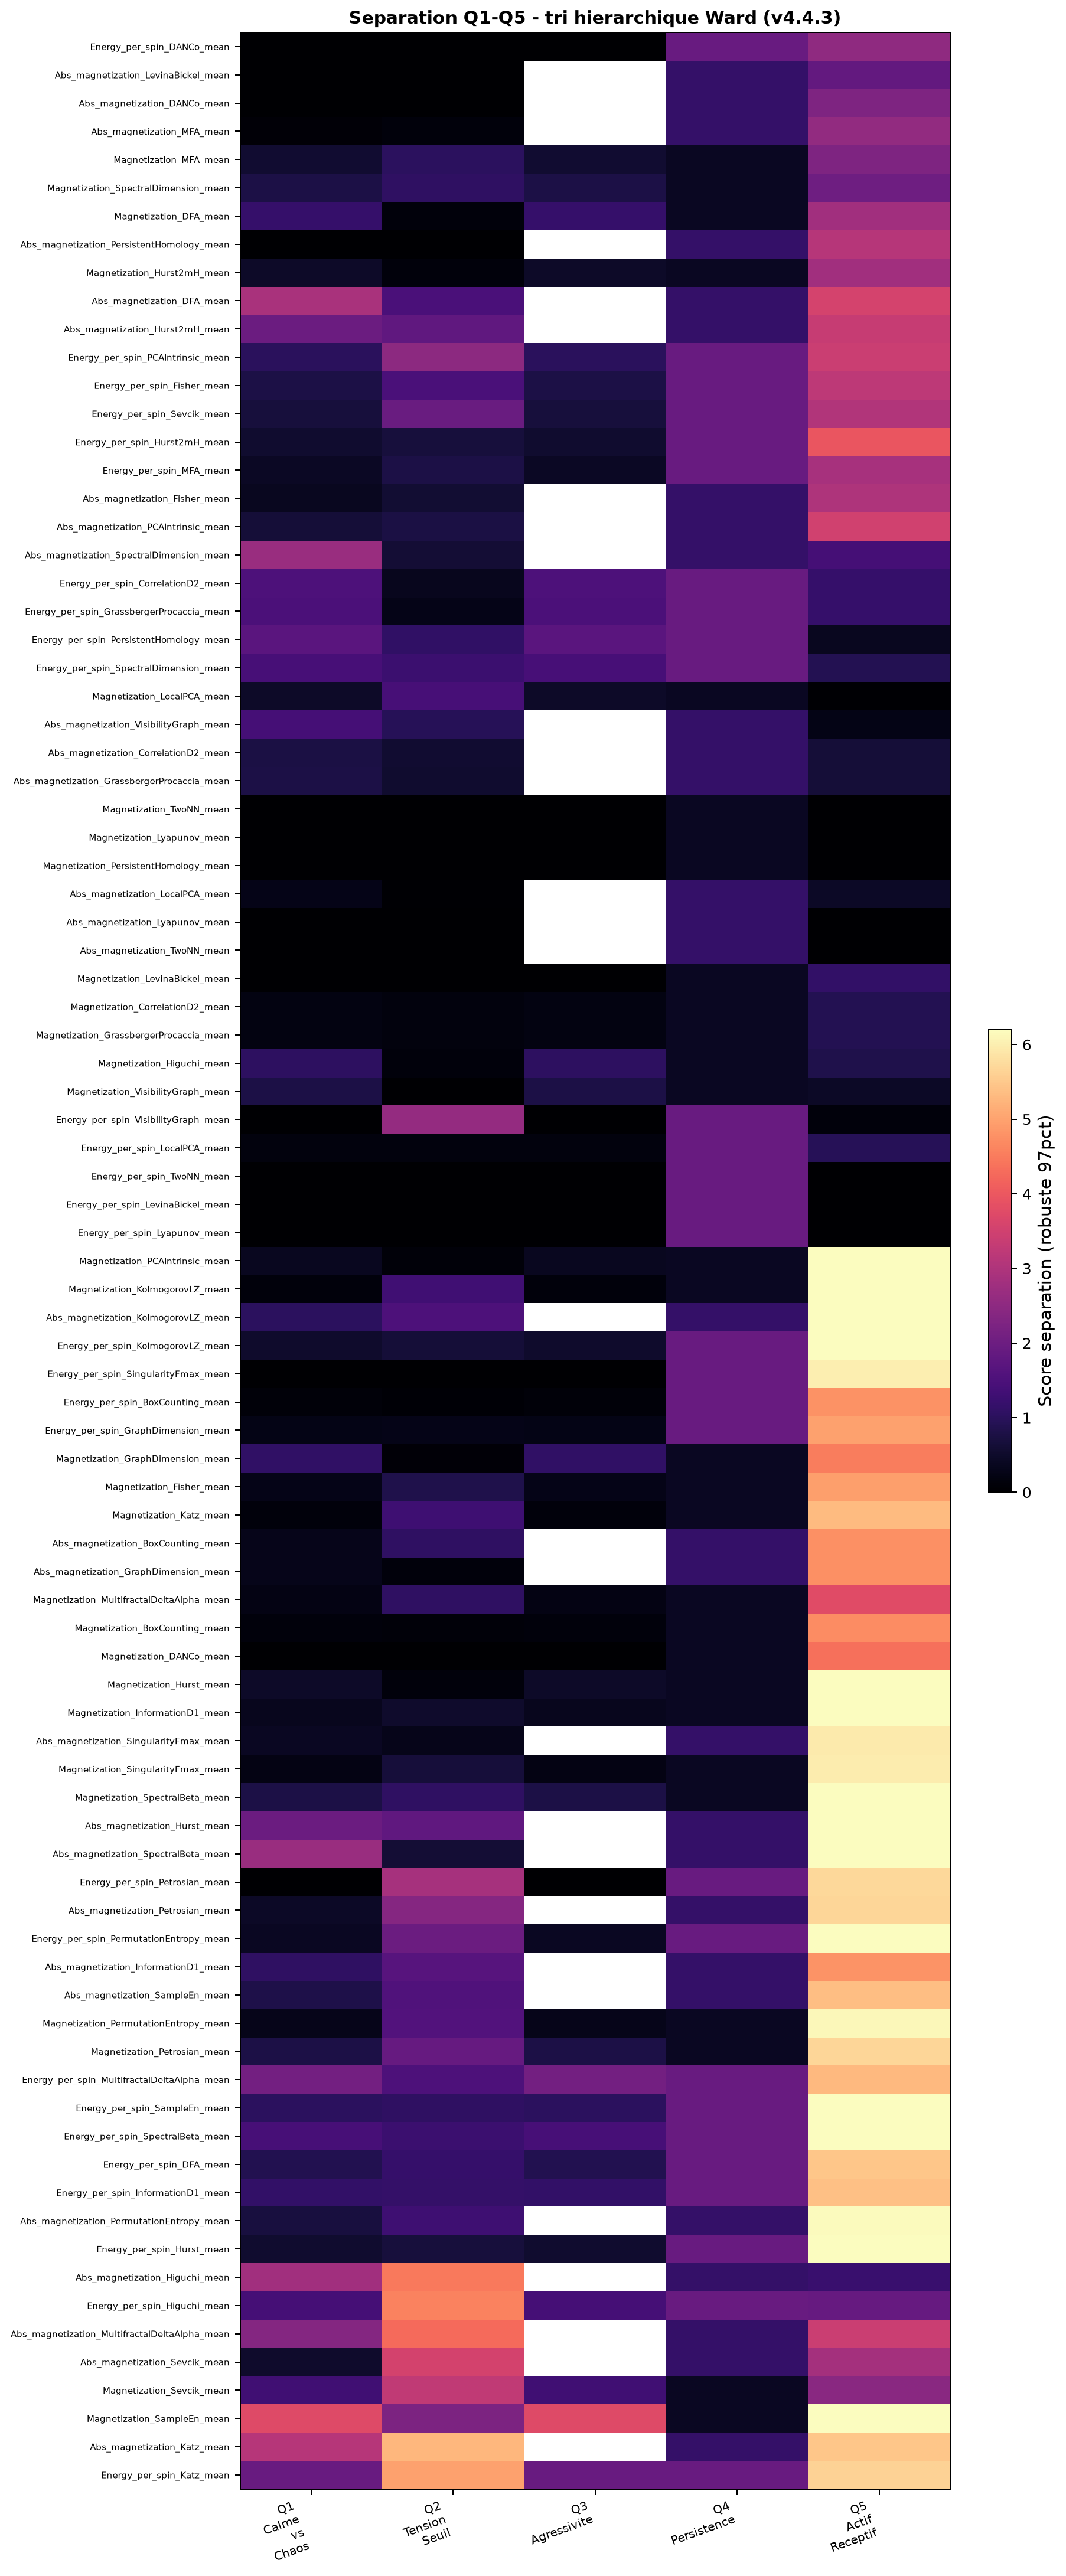 Separation Q1-Q5 - tri hierarchique Ward (v4.4.3)
Energy_per_spin_DANCo_mean
Abs_magnetization_LevinaBickel_mean
Abs_magnetization_DANCo_mean
Abs_magnetization_MFA_mean
Magnetization_MFA_mean
Magnetization_SpectralDimension_mean
Magnetization_DFA_mean
Abs_magnetization_PersistentHomology_mean
Magnetization_Hurst2mH_mean
Abs_magnetization_DFA_mean
Abs_magnetization_Hurst2mH_mean
Energy_per_spin_PCAIntrinsic_mean
Energy_per_spin_Fisher_mean
Energy_per_spin_Sevcik_mean
Energy_per_spin_Hurst2mH_mean
Energy_per_spin_MFA_mean
Abs_magnetization_Fisher_mean
Abs_magnetization_PCAIntrinsic_mean
Abs_magnetization_SpectralDimension_mean
Energy_per_spin_CorrelationD2_mean
Energy_per_spin_GrassbergerProcaccia_mean
Energy_per_spin_PersistentHomology_mean
Energy_per_spin_SpectralDimension_mean
Magnetization_LocalPCA_mean
Abs_magnetization_VisibilityGraph_mean
Abs_magnetization_CorrelationD2_mean
Abs_magnetization_GrassbergerProcaccia_mean
Magnetization_TwoNN_mean
Magnetization_Lyapunov_mean
Magnetization_PersistentHomology_mean
Abs_magnetization_LocalPCA_mean
Abs_magnetization_Lyapunov_mean
Abs_magnetization_TwoNN_mean
Magnetization_LevinaBickel_mean
Magnetization_CorrelationD2_mean
Magnetization_GrassbergerProcaccia_mean
Magnetization_Higuchi_mean
Magnetization_VisibilityGraph_mean
Energy_per_spin_VisibilityGraph_mean
Energy_per_spin_LocalPCA_mean
Energy_per_spin_TwoNN_mean
Energy_per_spin_LevinaBickel_mean
Energy_per_spin_Lyapunov_mean
Magnetization_PCAIntrinsic_mean
Magnetization_KolmogorovLZ_mean
Abs_magnetization_KolmogorovLZ_mean
Energy_per_spin_KolmogorovLZ_mean
Energy_per_spin_SingularityFmax_mean
Energy_per_spin_BoxCounting_mean
Energy_per_spin_GraphDimension_mean
Magnetization_GraphDimension_mean
Magnetization_Fisher_mean
Magnetization_Katz_mean
Abs_magnetization_BoxCounting_mean
Abs_magnetization_GraphDimension_mean
Magnetization_MultifractalDeltaAlpha_mean
Magnetization_BoxCounting_mean
Magnetization_DANCo_mean
Magnetization_Hurst_mean
Magnetization_InformationD1_mean
Abs_magnetization_SingularityFmax_mean
Magnetization_SingularityFmax_mean
Magnetization_SpectralBeta_mean
Abs_magnetization_Hurst_mean
Abs_magnetization_SpectralBeta_mean
Energy_per_spin_Petrosian_mean
Abs_magnetization_Petrosian_mean
Energy_per_spin_PermutationEntropy_mean
Abs_magnetization_InformationD1_mean
Abs_magnetization_SampleEn_mean
Magnetization_PermutationEntropy_mean
Magnetization_Petrosian_mean
Energy_per_spin_MultifractalDeltaAlpha_mean
Energy_per_spin_SampleEn_mean
Energy_per_spin_SpectralBeta_mean
Energy_per_spin_DFA_mean
Energy_per_spin_InformationD1_mean
Abs_magnetization_PermutationEntropy_mean
Energy_per_spin_Hurst_mean
Abs_magnetization_Higuchi_mean
Energy_per_spin_Higuchi_mean
Abs_magnetization_MultifractalDeltaAlpha_mean
Abs_magnetization_Sevcik_mean
Magnetization_Sevcik_mean
Magnetization_SampleEn_mean
Abs_magnetization_Katz_mean
Energy_per_spin_Katz_mean
Q1
Calme
vs
Chaos
Q2
Tension
Seuil
Q3
Agressivite
Q4
Persistence
Q5
Actif
Receptif
6
5
4
3
2
1
0
Score separation (robuste 97pct)